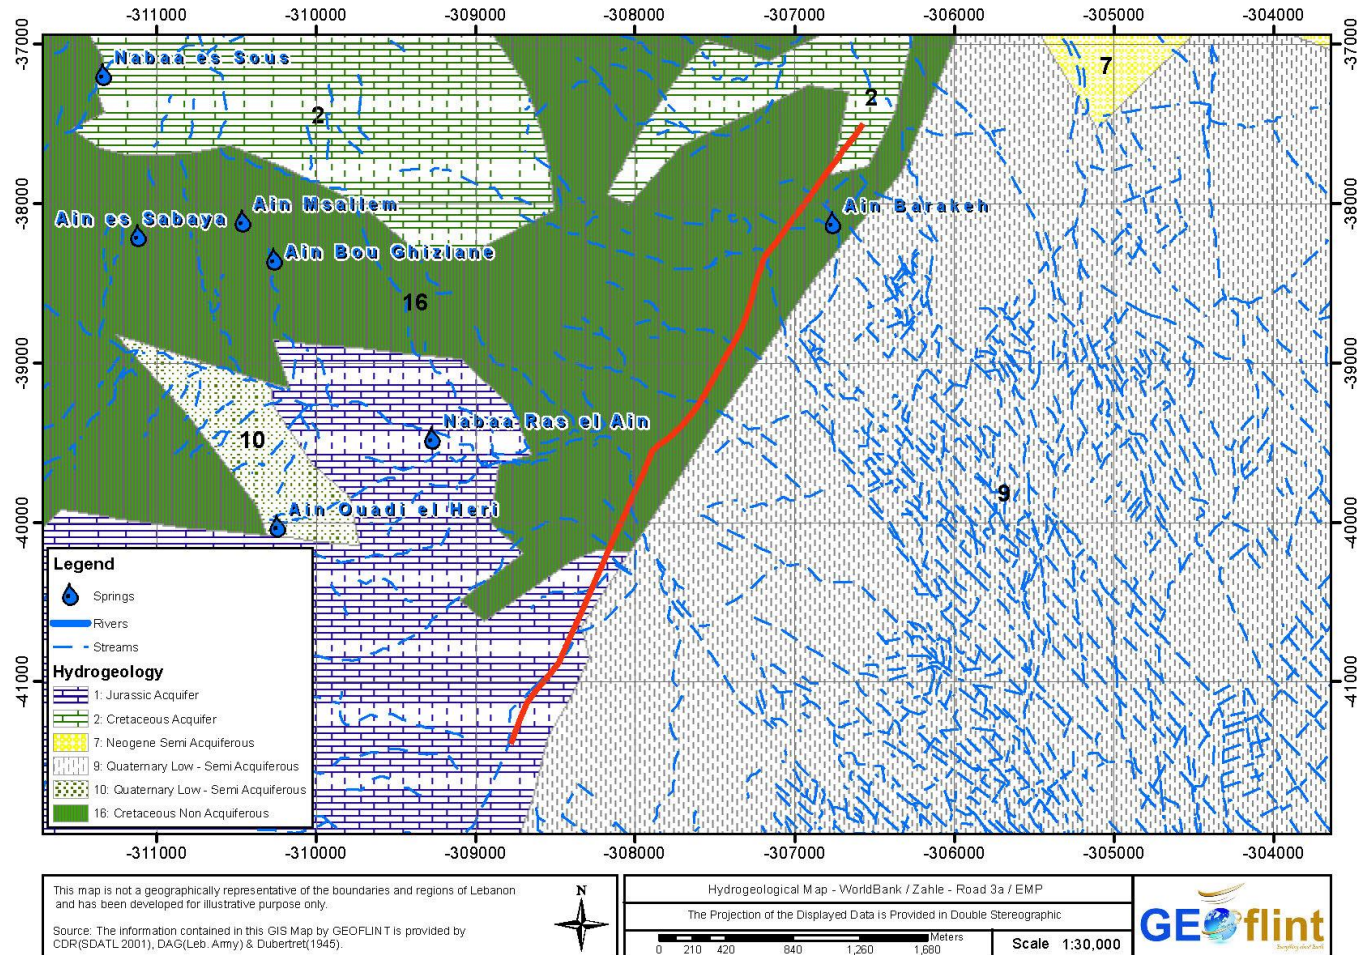 -311000 -310000 -309000 -308000 -307000 -306000 -305000 -304000
-37000
-37000
Nabaa es Sous
7
2
2
-38000
-38000
Ain Msallem
Ain es Sabaya
Ain Barakeh
Ain Bou Ghizlane
16
-39000
-39000
Nabaa Ras el Ain
10
9
Ain Ouadi el Heri
-40000
-40000
Legend
Springs
Rivers
Streams
Hydrogeology
-41000
-41000
1: Jurassic Acquifer
2: Cretaceous Acquifer
7: Neogene Semi Acquiferous
9: Quaternary Low - Semi Acquiferous
10: Quaternary Low - Semi Acquiferous
16: Cretaceous Non Acquiferous
-311000 -310000 -309000 -308000 -307000 -306000 -305000 -304000
This map is not a geographically representative of the boundaries and regions of Lebanon
and has been developed for illustrative purpose only.
Source: The information contained in this GIS Map by GEOFLINT is provided by
CDR(SDATL 2001), DAG(Leb. Army) & Dubertret(1945).
N
Hydrogeological Map - WorldBank / Zahle - Road 3a / EMP
The Projection of the Displayed Data is Provided in Double Stereographic
Meters
0 210 420 840 1,260 1,680
Scale 1:30,000
GEOflint